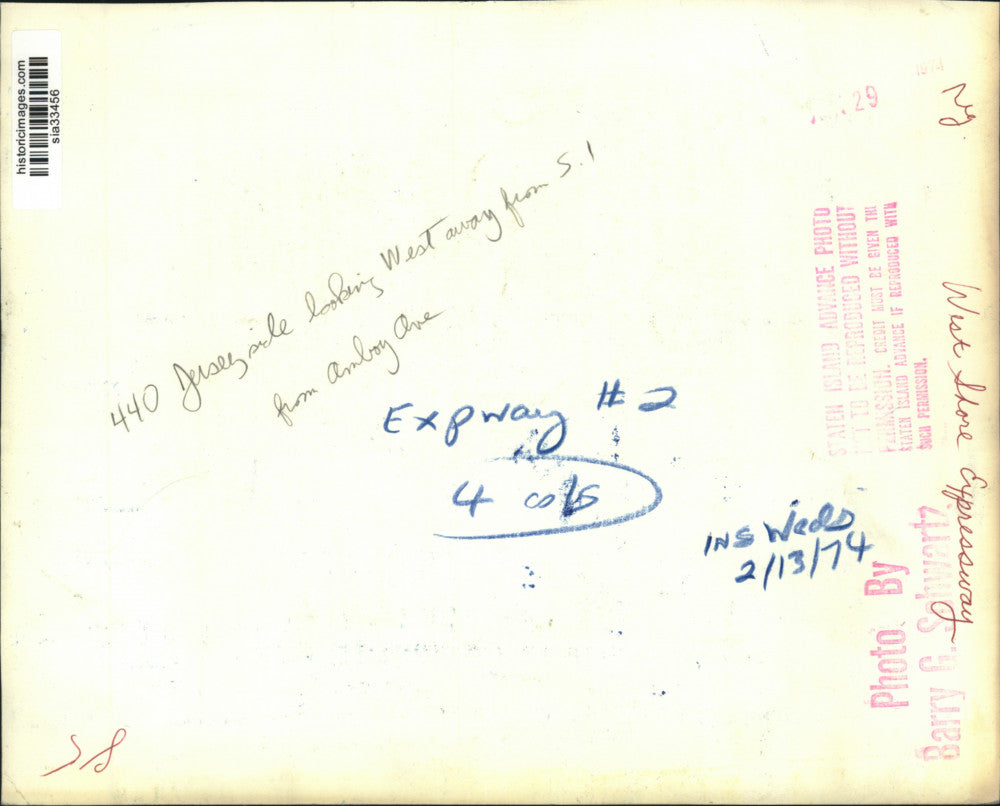 historicimages.com
sia33456
440 Jersey side looking West away from S.I
from Amboy Ave
Expway #2
4 cols
INS Weds
2/13/74
29
1974
STATEN ISLAND ADVANCE PHOTO
NOT TO BE REPRODUCED WITHOUT
PERMISSION. CREDIT MUST BE GIVEN THE
STATEN ISLAND ADVANCE IF REPRODUCED WITH
SUCH PERMISSION.
West Shore Expressway
Photo By
Barry G. Schwartz
58